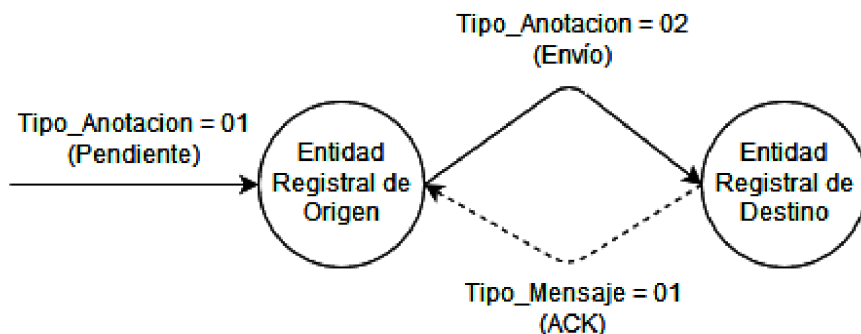 Tipo_Anotacion = 02
(Envío)
Tipo_Anotacion = 01
(Pendiente)
Entidad
Registral de
Origen
Entidad
Registral de
Destino
Tipo_Mensaje = 01
(ACK)